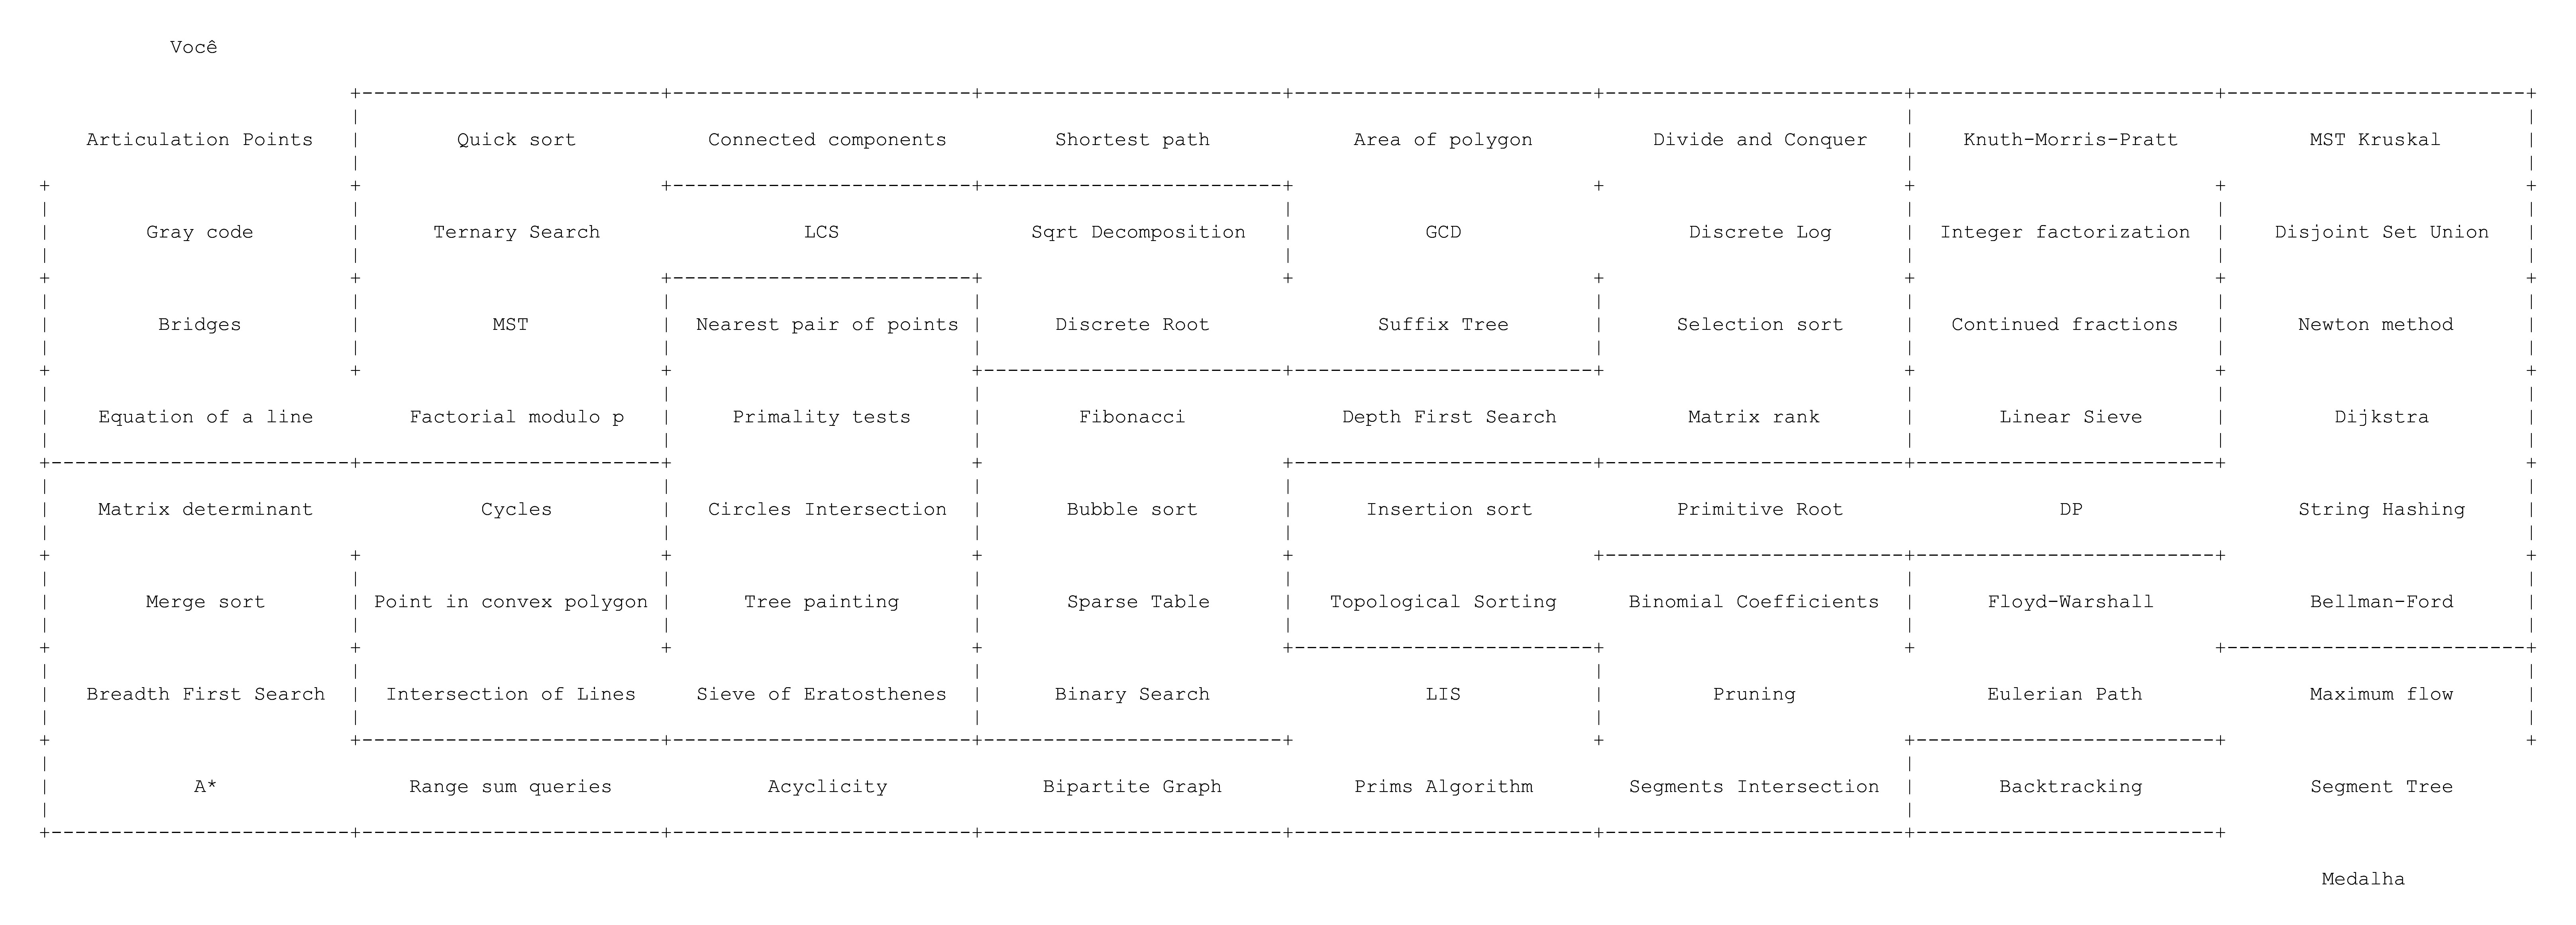 Você
Articulation Points Quick sort Connected components Shortest path Area of polygon Divide and Conquer Knuth-Morris-Pratt MST Kruskal
Gray code Ternary Search LCS Sqrt Decomposition GCD Discrete Log Integer factorization Disjoint Set Union
Bridges MST Nearest pair of points Discrete Root Suffix Tree Selection sort Continued fractions Newton method
Equation of a line Factorial modulo p Primality tests Fibonacci Depth First Search Matrix rank Linear Sieve Dijkstra
Matrix determinant Cycles Circles Intersection Bubble sort Insertion sort Primitive Root DP String Hashing
Merge sort Point in convex polygon Tree painting Sparse Table Topological Sorting Binomial Coefficients Floyd-Warshall Bellman-Ford
Breadth First Search Intersection of Lines Sieve of Eratosthenes Binary Search LIS Pruning Eulerian Path Maximum flow
A* Range sum queries Acyclicity Bipartite Graph Prims Algorithm Segments Intersection Backtracking Segment Tree
Medalha